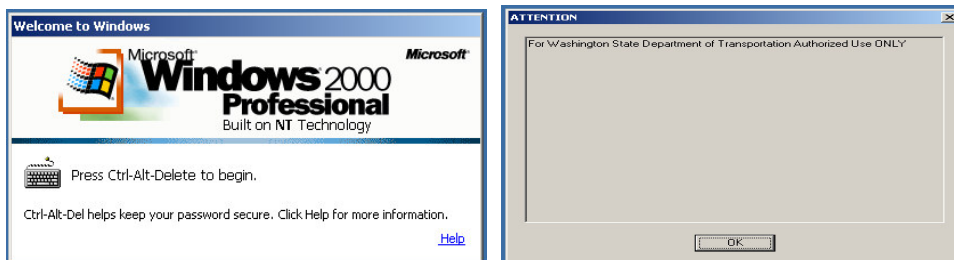 Welcome to Windows
Microsoft
Microsoft
Windows 2000
Professional
Built on NT Technology
Press Ctrl-Alt-Delete to begin.
Ctrl-Alt-Del helps keep your password secure. Click Help for more information.
Help
ATTENTION
For Washington State Department of Transportation Authorized Use ONLY
OK